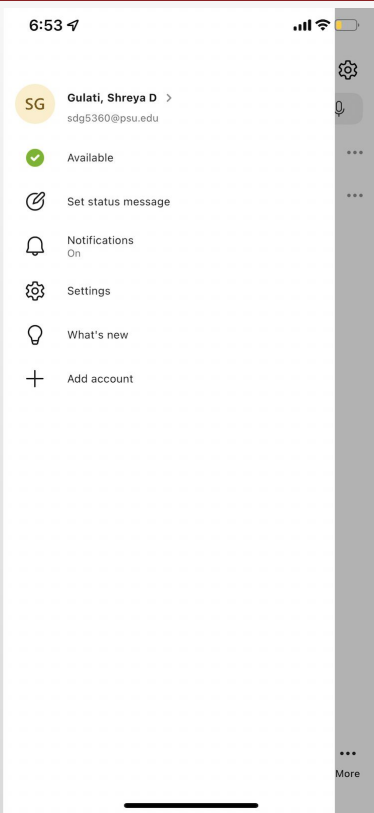 6:53
SG
Gulati, Shreya D
sdg5360@psu.edu
Available
Set status message
Notifications
On
Settings
What's new
Add account
More